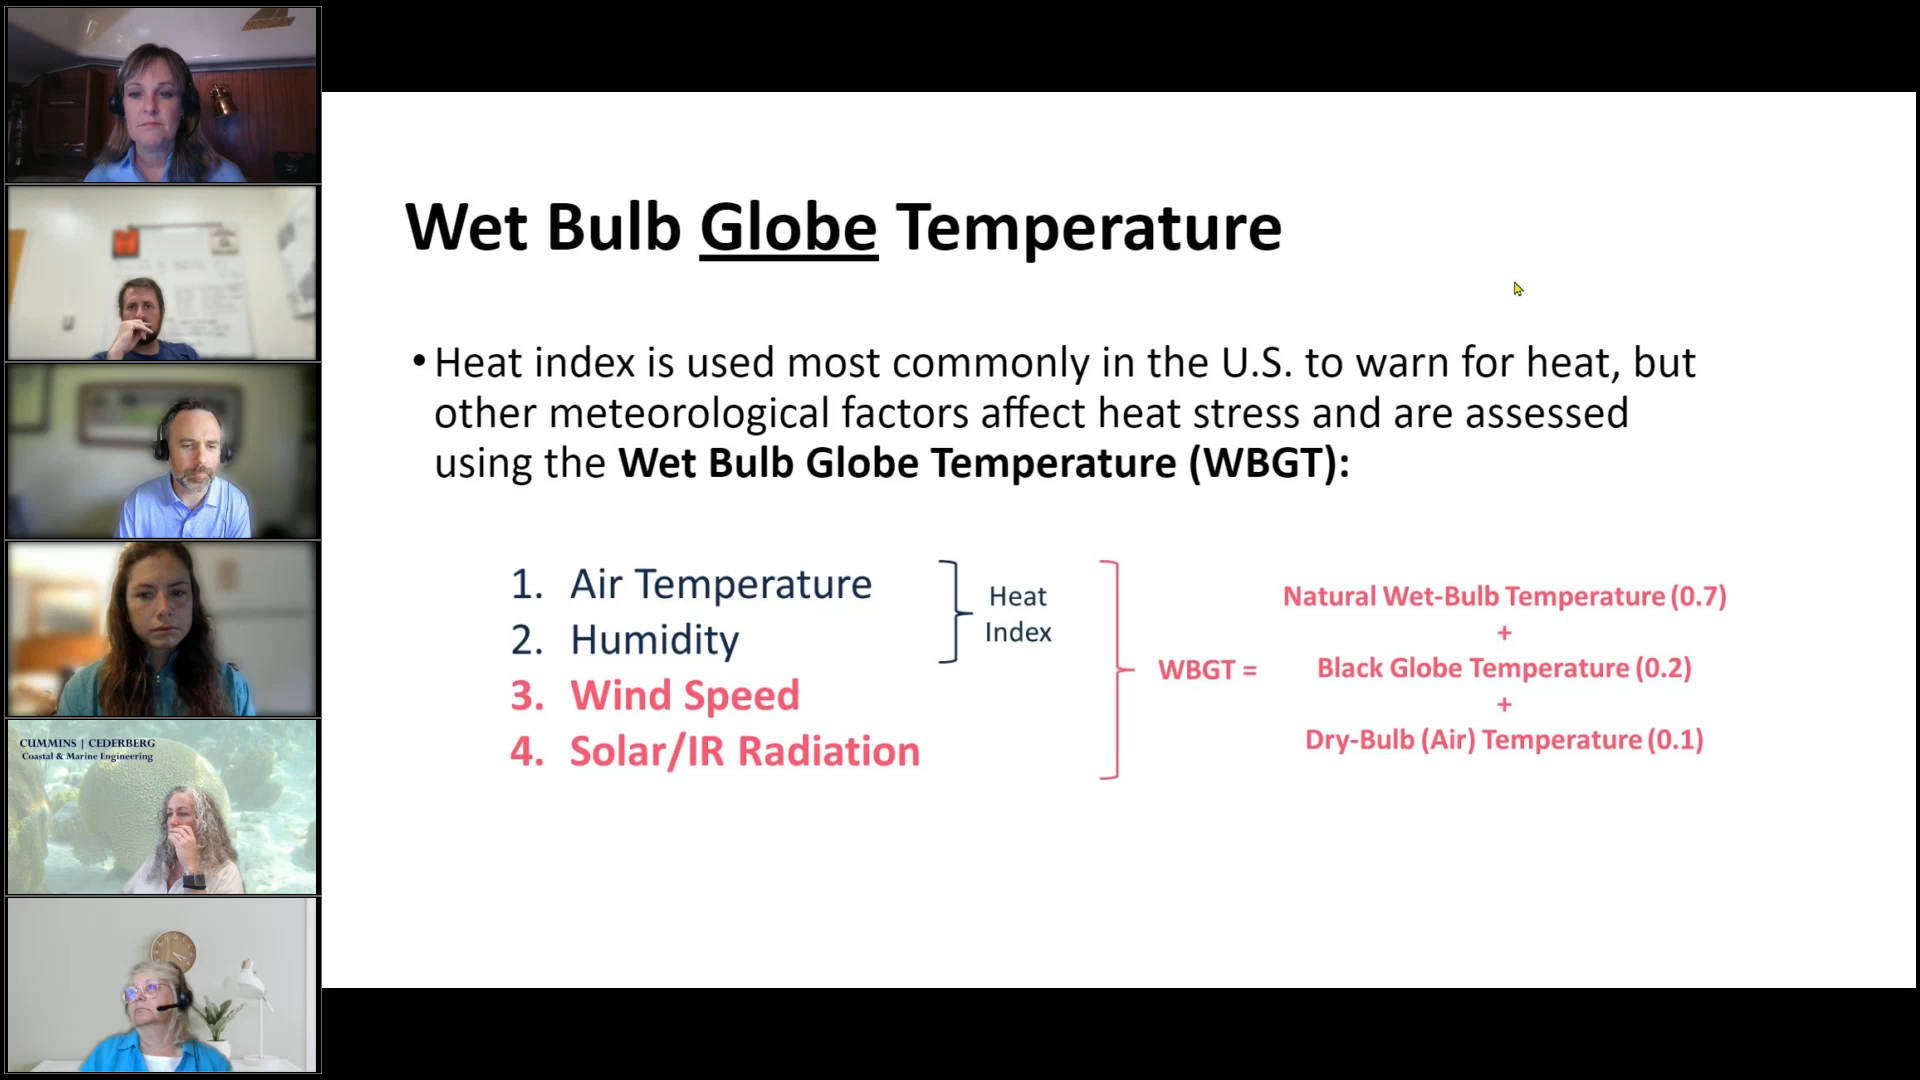 CUMMINS | CEDERBERG
Coastal & Marine Engineering
Wet Bulb Globe Temperature
• Heat index is used most commonly in the U.S. to warn for heat, but
other meteorological factors affect heat stress and are assessed
using the Wet Bulb Globe Temperature (WBGT):
1. Air Temperature
2. Humidity
3. Wind Speed
4. Solar/IR Radiation
Heat
Index
WBGT =
Natural Wet-Bulb Temperature (0.7)
+
Black Globe Temperature (0.2)
+
Dry-Bulb (Air) Temperature (0.1)